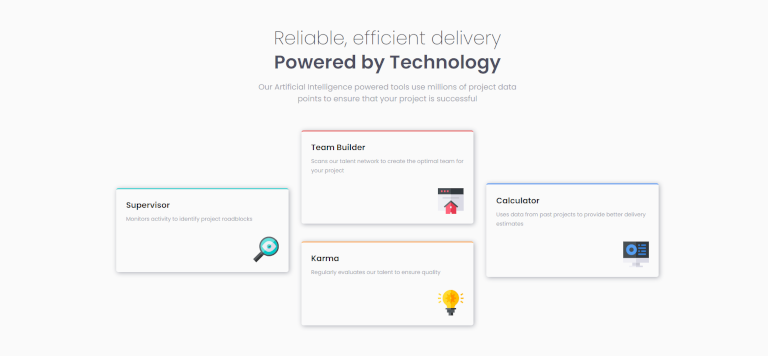 Reliable, efficient delivery
Powered by Technology
Our Artificial Intelligence powered tools use millions of project data
points to ensure that your project is successful
Supervisor
Monitors activity to identify project roadblocks
Team Builder
Scans our talent network to create the optimal team for
your project
Karma
Regularly evaluates our talent to ensure quality
Calculator
Uses data from past projects to provide better delivery
estimates